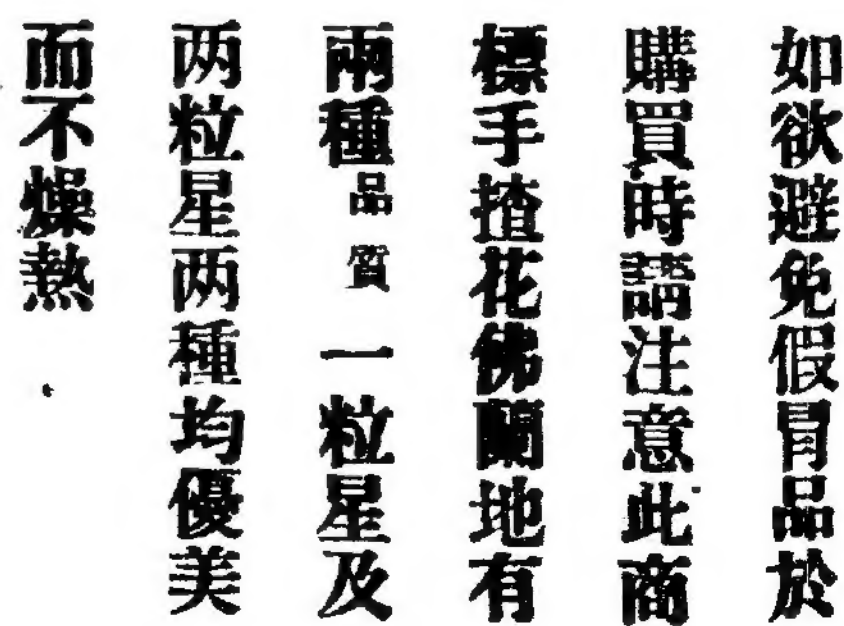 如欲避免假冒品於
購買時請注意此商
標手揸花佛蘭地有
兩種品質一粒星及
两粒星两種均優美
而不燥熱